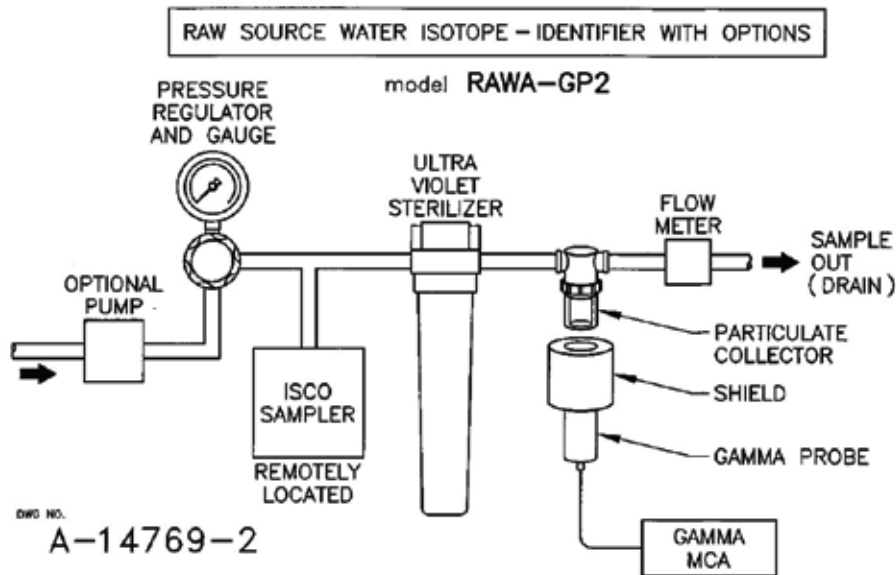 RAW SOURCE WATER ISOTOPE - IDENTIFIER WITH OPTIONS
model RAWA-GP2
PRESSURE
REGULATOR
AND GAUGE
ULTRA
VIOLET
STERILIZER
FLOW
METER
SAMPLE
OUT
(DRAIN)
OPTIONAL
PUMP
PARTICULATE
COLLECTOR
ISCO
SAMPLER
SHIELD
REMOTELY
LOCATED
GAMMA PROBE
DWG NO.
A-14769-2
GAMMA
MCA